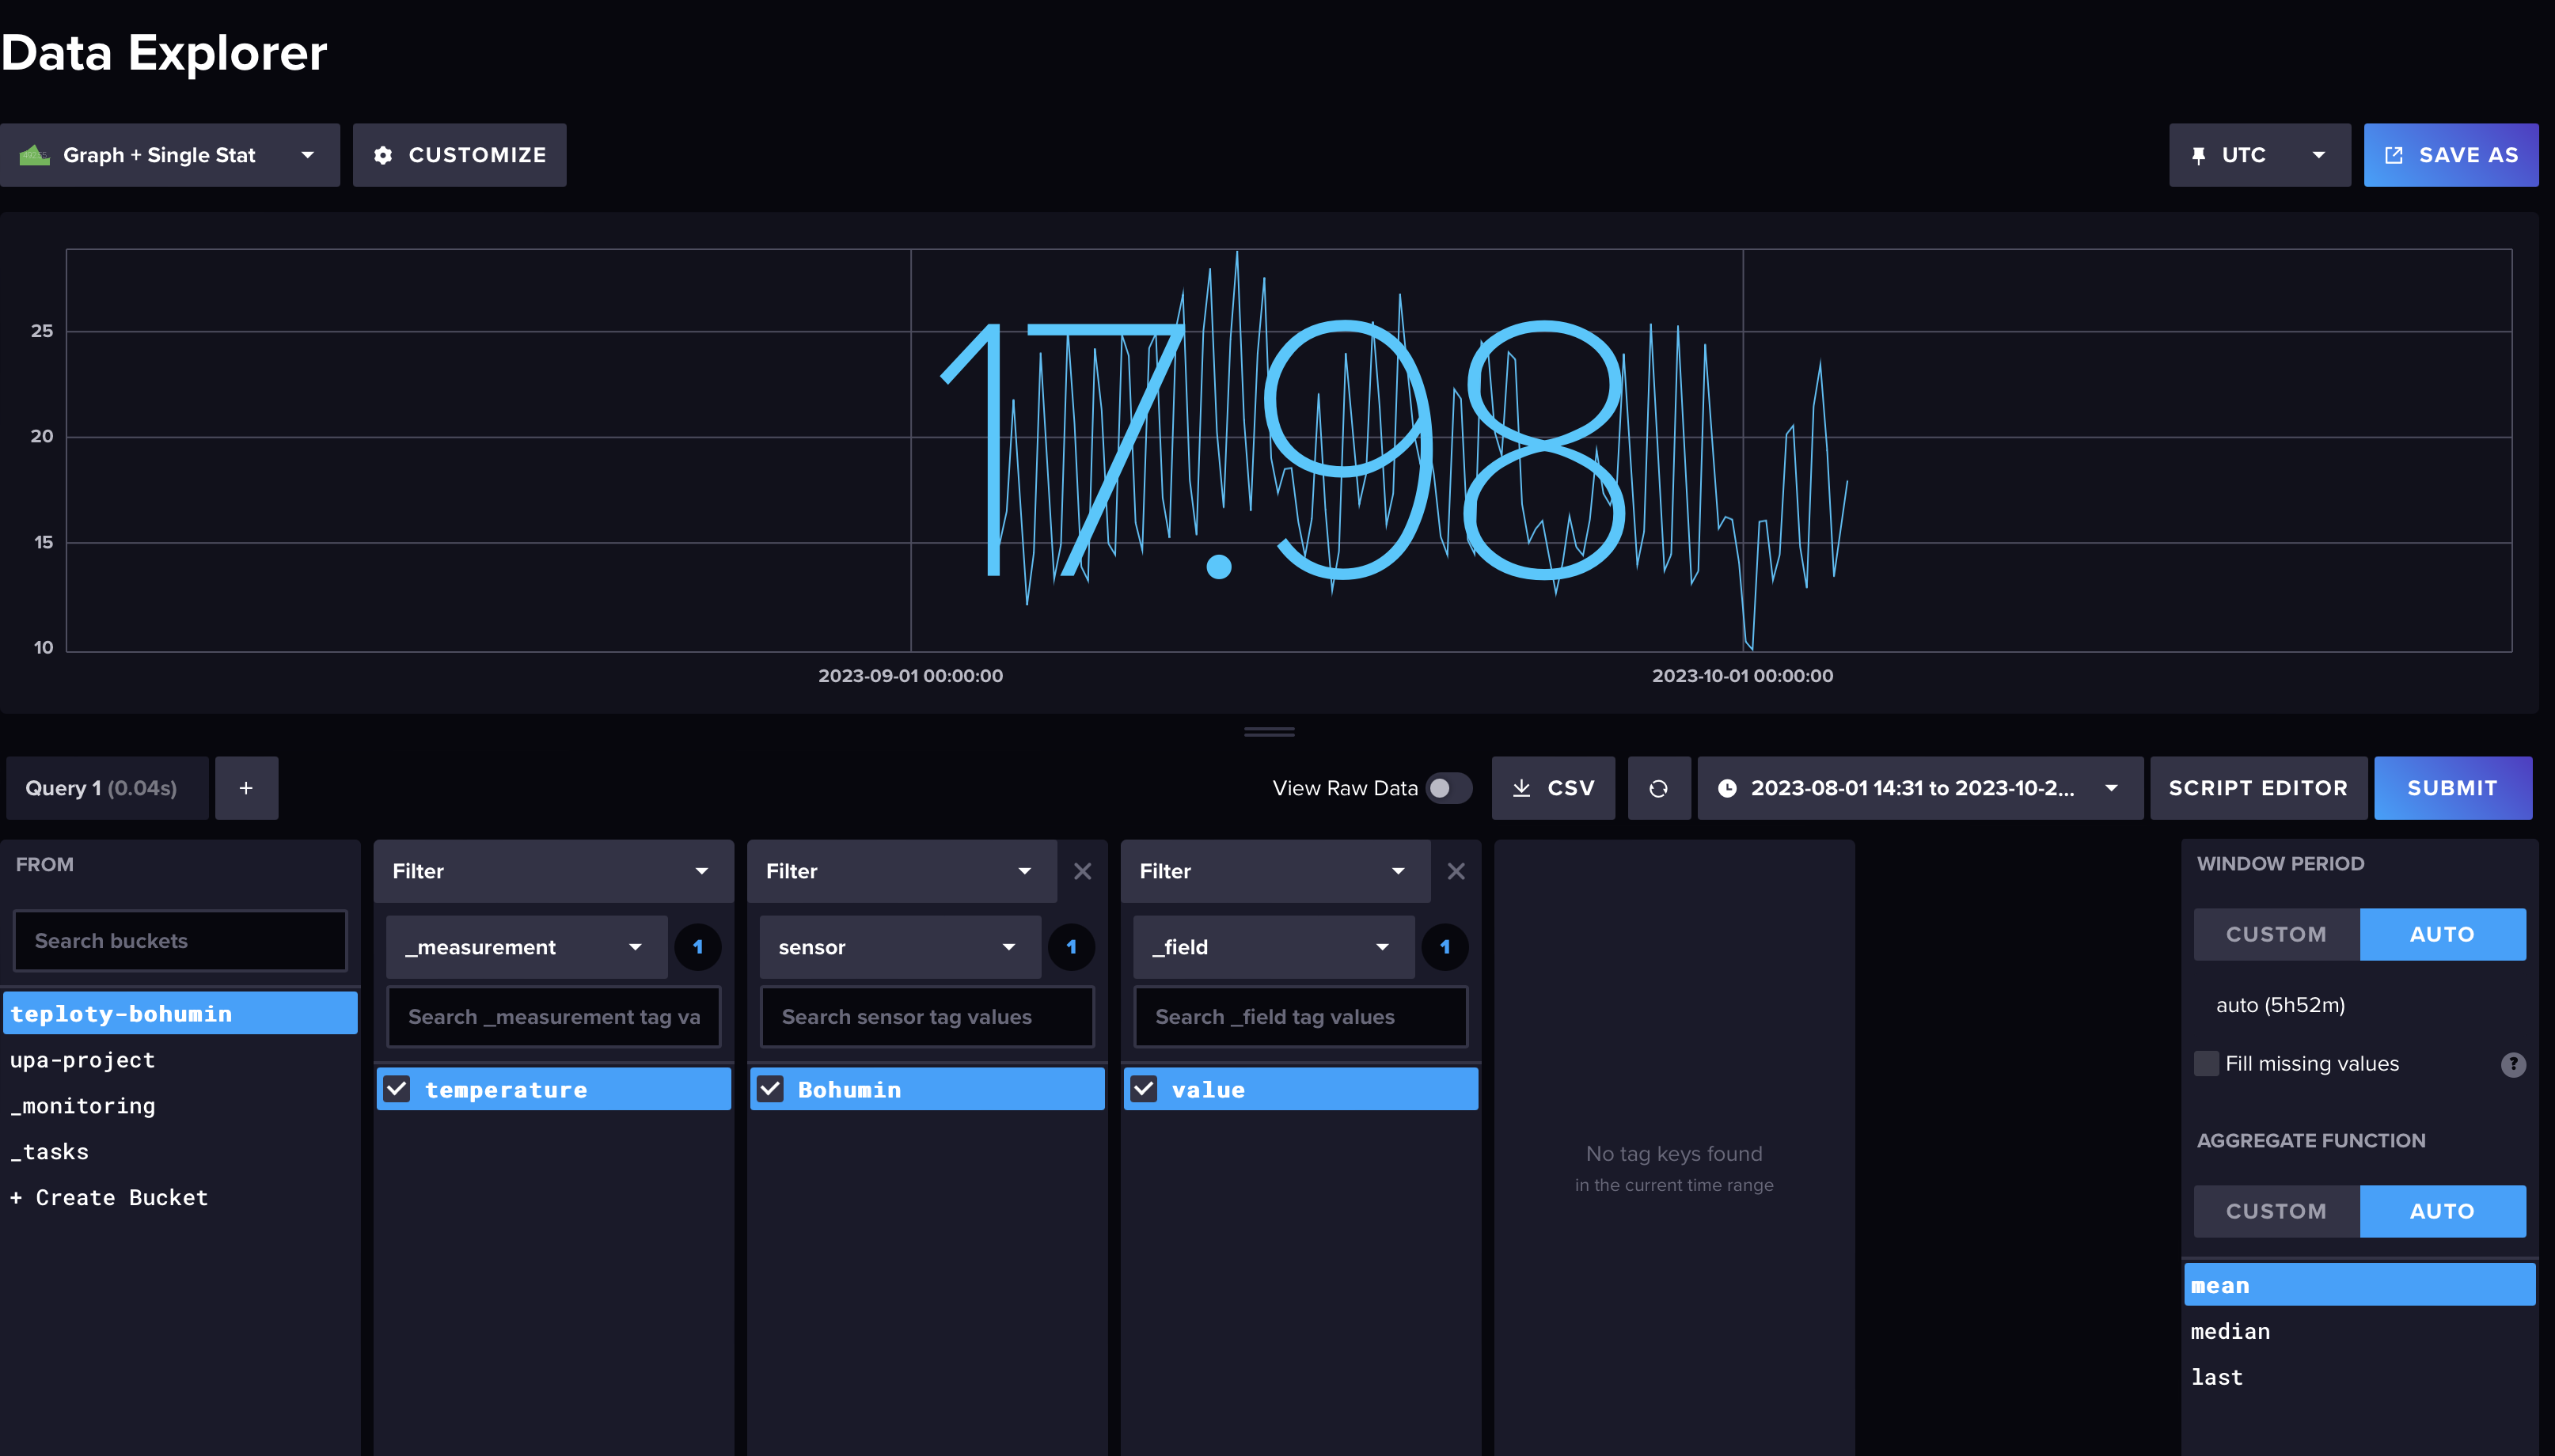 Data Explorer
Graph + Single Stat
CUSTOMIZE
UTC
SAVE AS
17.98
25
20
15
10
2023-09-01 00:00:00
2023-10-01 00:00:00
Query 1 (0.04s)
+
View Raw Data
CSV
2023-08-01 14:31 to 2023-10-2...
SCRIPT EDITOR
SUBMIT
FROM
Search buckets
teploty-bohumin
upa-project
_monitoring
_tasks
+ Create Bucket
Filter
_measurement
1
Search _measurement tag va
temperature
Filter
sensor
1
Search sensor tag values
Bohumin
Filter
_field
1
Search _field tag values
value
No tag keys found
in the current time range
WINDOW PERIOD
CUSTOM
AUTO
auto (5h52m)
Fill missing values
?
AGGREGATE FUNCTION
CUSTOM
AUTO
mean
median
last